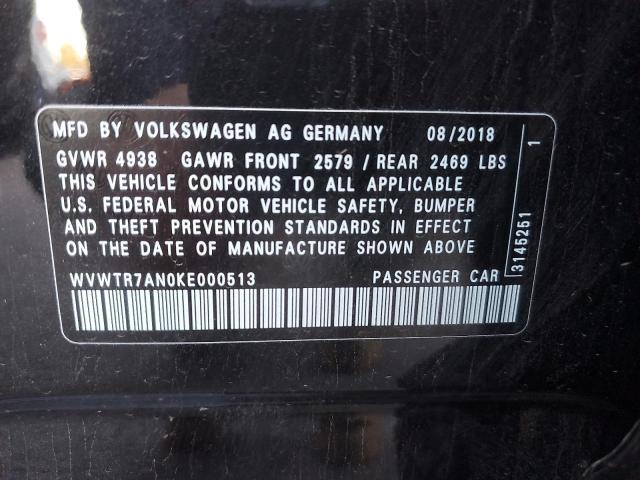 MFD BY VOLKSWAGEN AG GERMANY 08/2018
GVWR 4938 GAWR FRONT 2579 / REAR 2469 LBS
THIS VEHICLE CONFORMS TO ALL APPLICABLE
U.S. FEDERAL MOTOR VEHICLE SAFETY, BUMPER
AND THEFT PREVENTION STANDARDS IN EFFECT
ON THE DATE OF MANUFACTURE SHOWN ABOVE
WVWTR7AN0KE000513 PASSENGER CAR
3145251 1